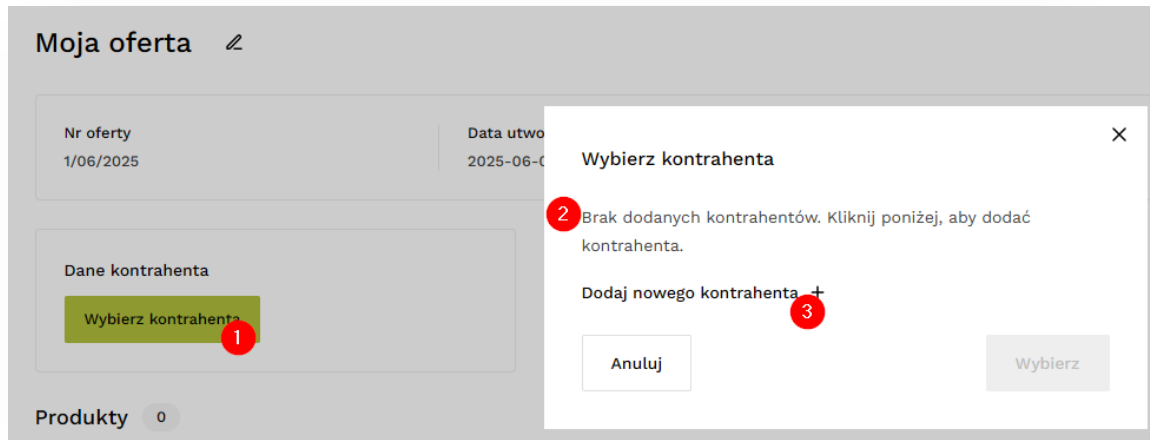 Moja oferta
Nr oferty
1/06/2025
Data utwo
2025-06-0
Wybierz kontrahenta
2
Brak dodanych kontrahentów. Kliknij poniżej, aby dodać
kontrahenta.
Dodaj nowego kontrahenta +
3
Anuluj
Wybierz
Dane kontrahenta
Wybierz kontrahenta
1
Produkty 0